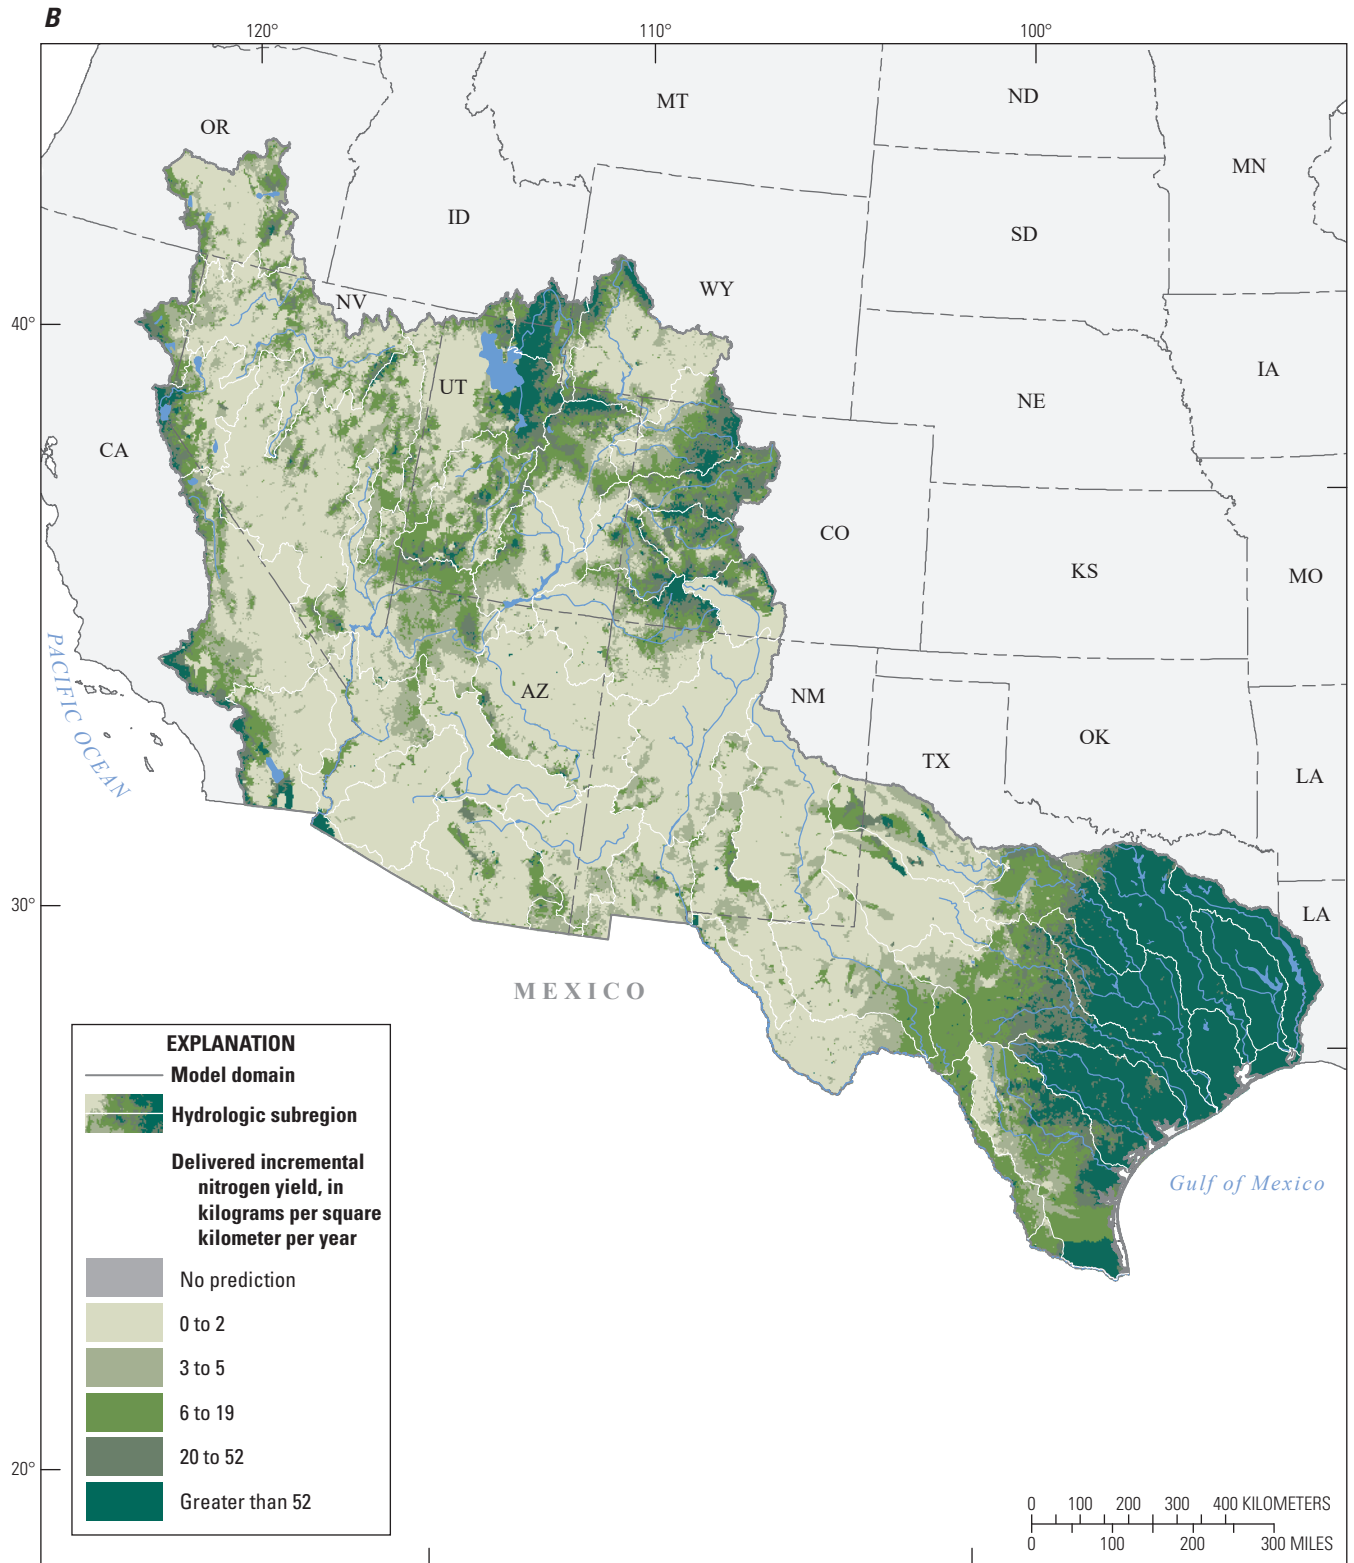 B
120°
110°
100°
MT
ND
OR
MN
ID
SD
WY
NV
40°
IA
UT
NE
CA
CO
KS
MO
PACIFIC OCEAN
AZ
NM
OK
TX
LA
30°
LA
MEXICO
Gulf of Mexico
EXPLANATION
Model domain
Hydrologic subregion
Delivered incremental
nitrogen yield, in
kilograms per square
kilometer per year
No prediction
0 to 2
3 to 5
6 to 19
20 to 52
Greater than 52
20°
0 100 200 300 400 KILOMETERS
0 100 200 300 MILES